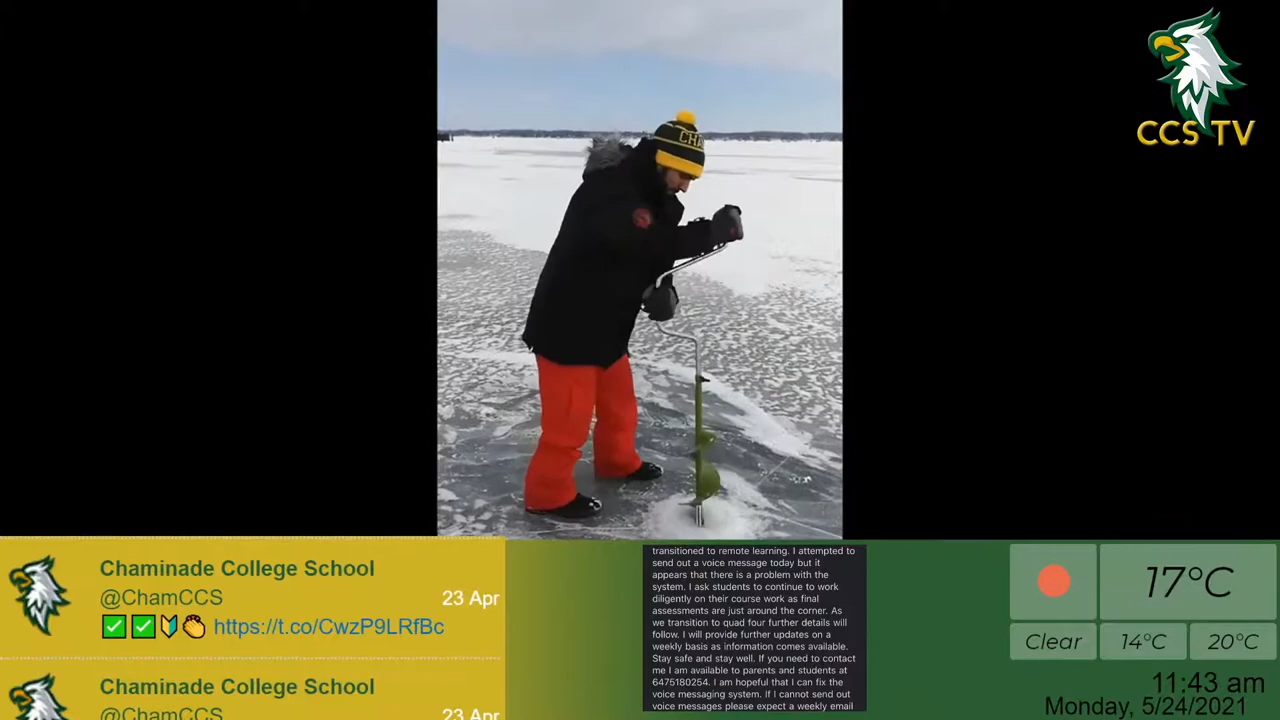 CCS TV
CHA
Chaminade College School
@ChamCCS
23 Apr
https://t.co/CwzP9LRfBc
Chaminade College School
@ChamCCS
23 Apr
transitioned to remote learning. I attempted to
send out a voice message today but it
appears that there is a problem with the
system. I ask students to continue to work
diligently on their course work as final
assessments are just around the corner. As
we transition to quad four further details will
follow. I will provide further updates on a
weekly basis as information comes available.
Stay safe and stay well. If you need to contact
me I am available to parents and students at
6475180254. I am hopeful that I can fix the
voice messaging system. If I cannot send out
voice messages please expect a weekly email
17°C
Clear
14°C
20°C
11:43 am
Monday, 5/24/2021